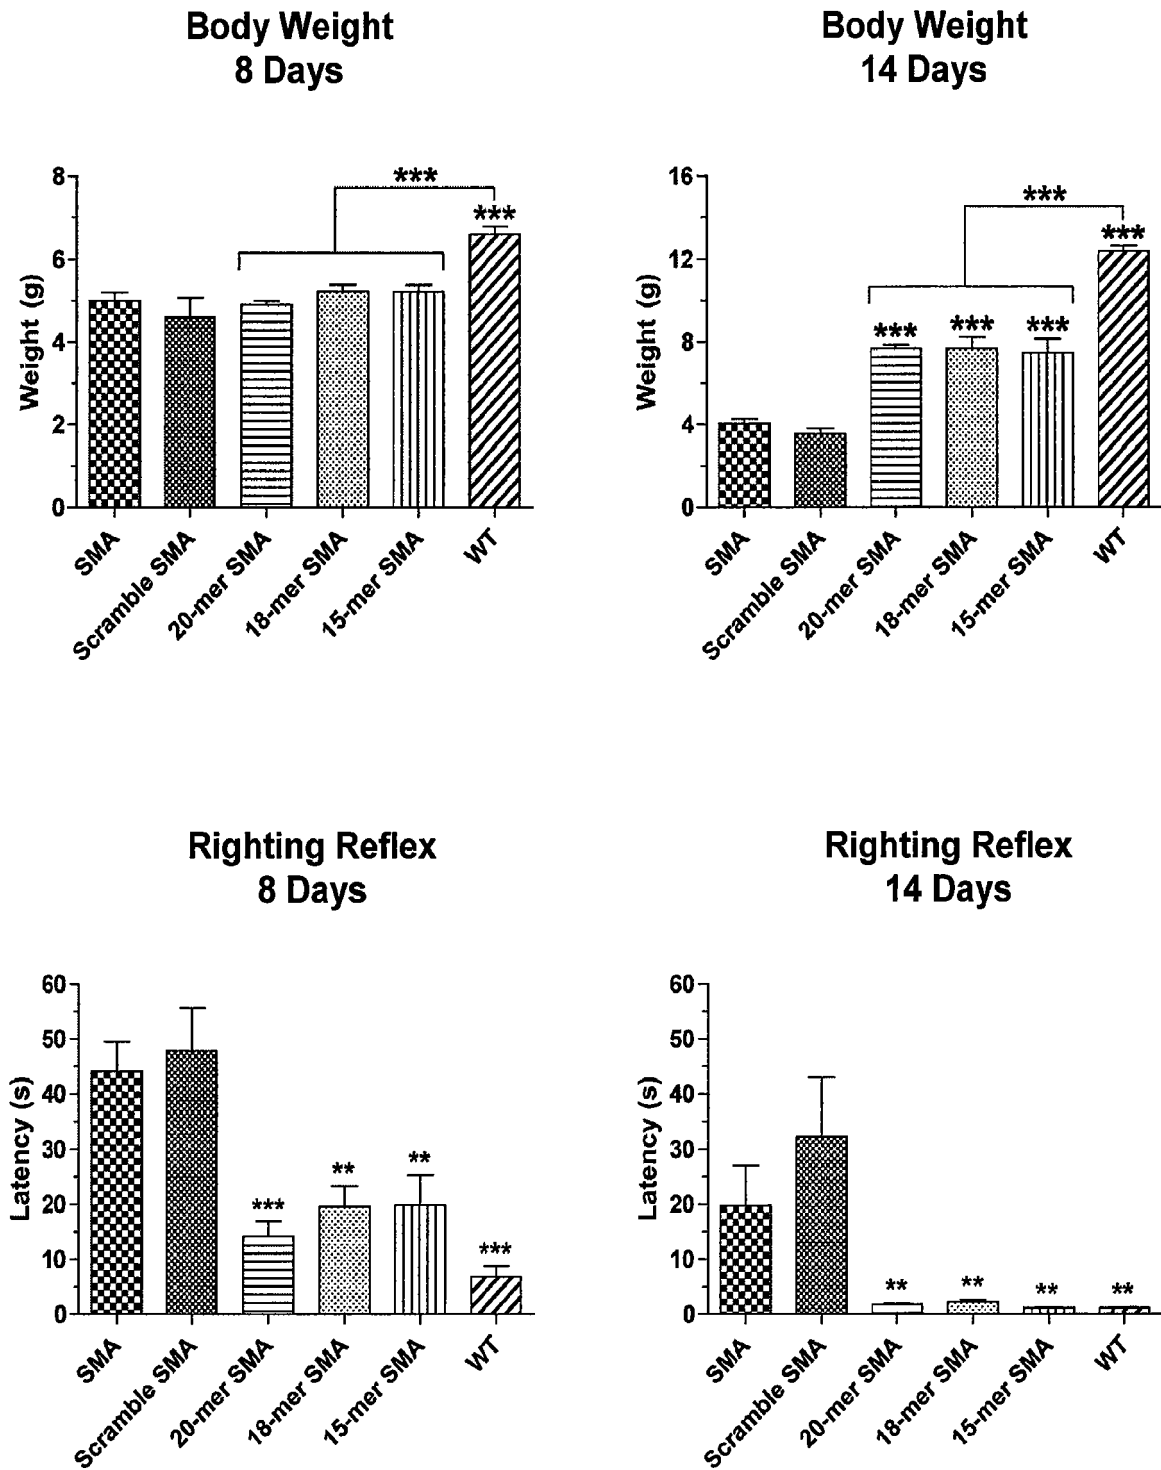 Body Weight
8 Days
8
6
4
2
0
Weight (g)
***
***
SMA
Scramble SMA
20-mer SMA
18-mer SMA
15-mer SMA
WT
Body Weight
14 Days
16
12
8
4
0
Weight (g)
***
***
***
***
***
SMA
Scramble SMA
20-mer SMA
18-mer SMA
15-mer SMA
WT
Righting Reflex
8 Days
60
50
40
30
20
10
0
Latency (s)
***
**
**
***
SMA
Scramble SMA
20-mer SMA
18-mer SMA
15-mer SMA
WT
Righting Reflex
14 Days
60
50
40
30
20
10
0
Latency (s)
**
**
**
**
SMA
Scramble SMA
20-mer SMA
18-mer SMA
15-mer SMA
WT